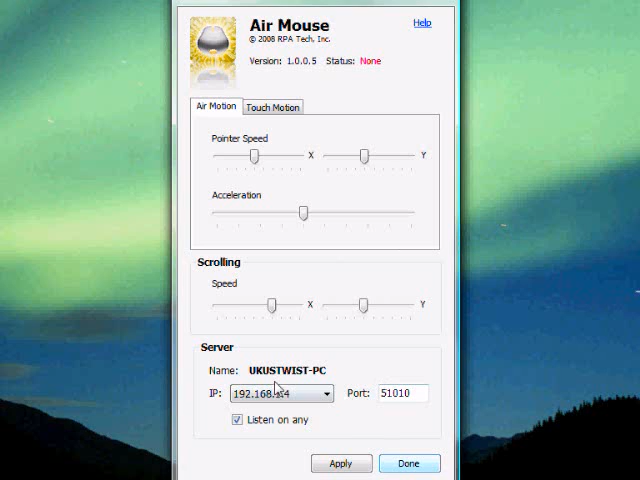 Air Mouse
Help
© 2008 RPA Tech, Inc.
Version: 1.0.0.5 Status: None
Air Motion Touch Motion
Pointer Speed
X Y
Acceleration
Scrolling
Speed
X Y
Server
Name: UKUSTWIST-PC
IP: Port: 51010
Listen on any
Apply Done